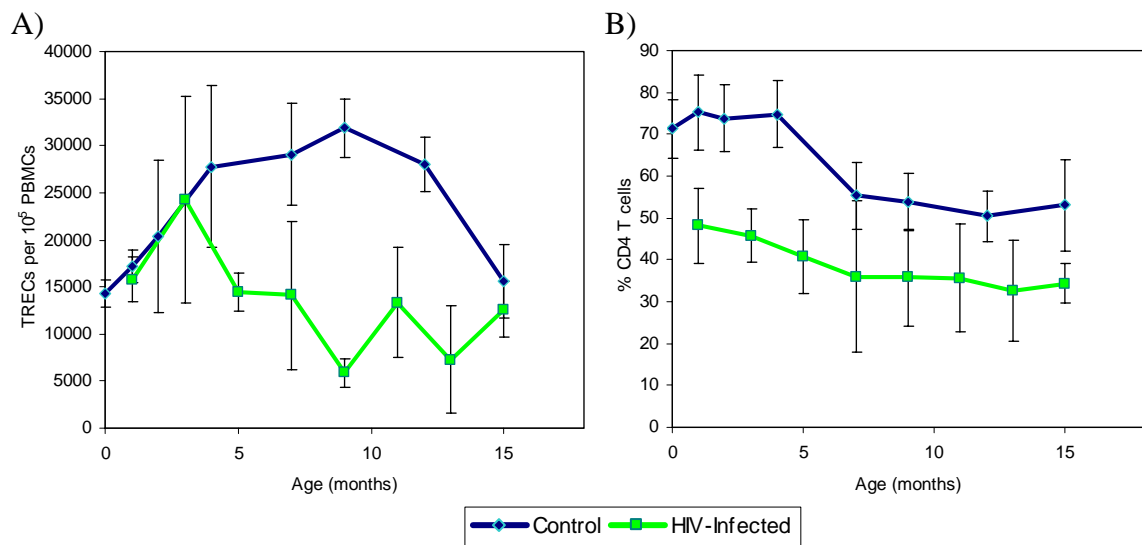 A)
40000
35000
30000
25000
20000
15000
10000
5000
0
TRECs per 10⁵ PBMCs
0 5 10 15
Age (months)
B)
90
80
70
60
50
40
30
20
10
0
% CD4 T cells
0 5 10 15
Age (months)
Control HIV-Infected